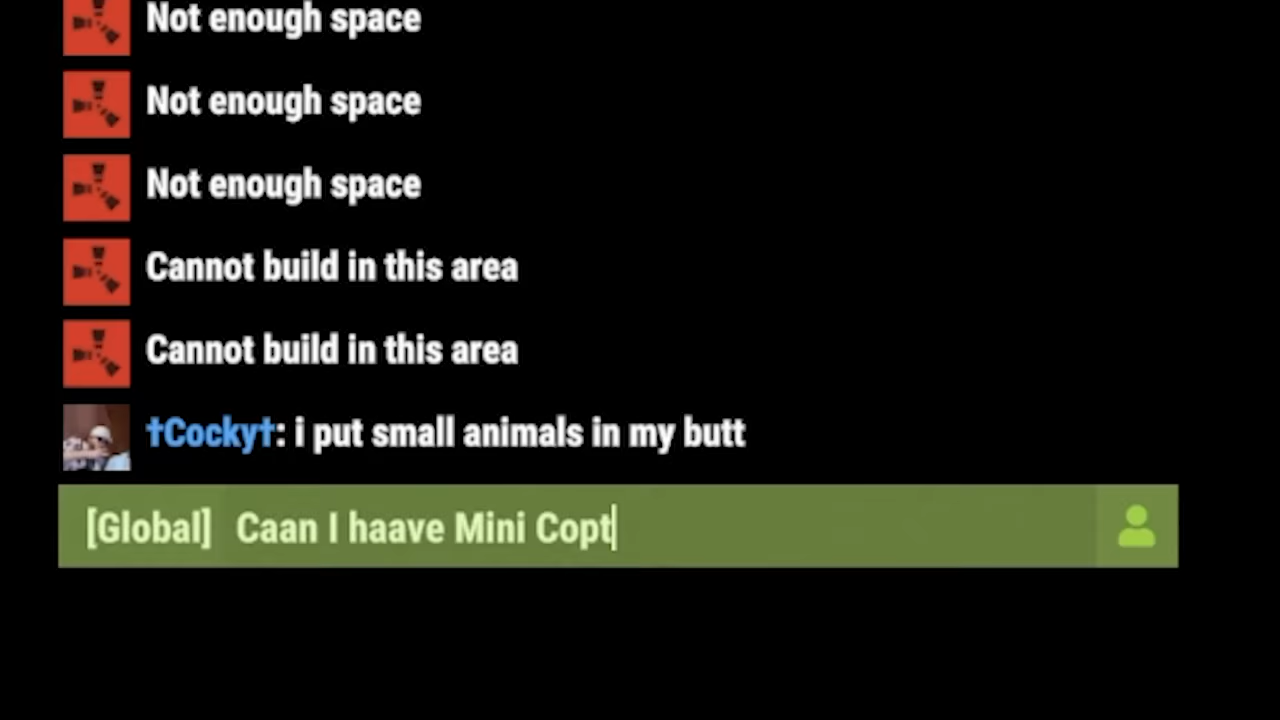 Not enough space
Not enough space
Not enough space
Cannot build in this area
Cannot build in this area
†Cocky†: i put small animals in my butt
[Global] Caan I haave Mini Copt